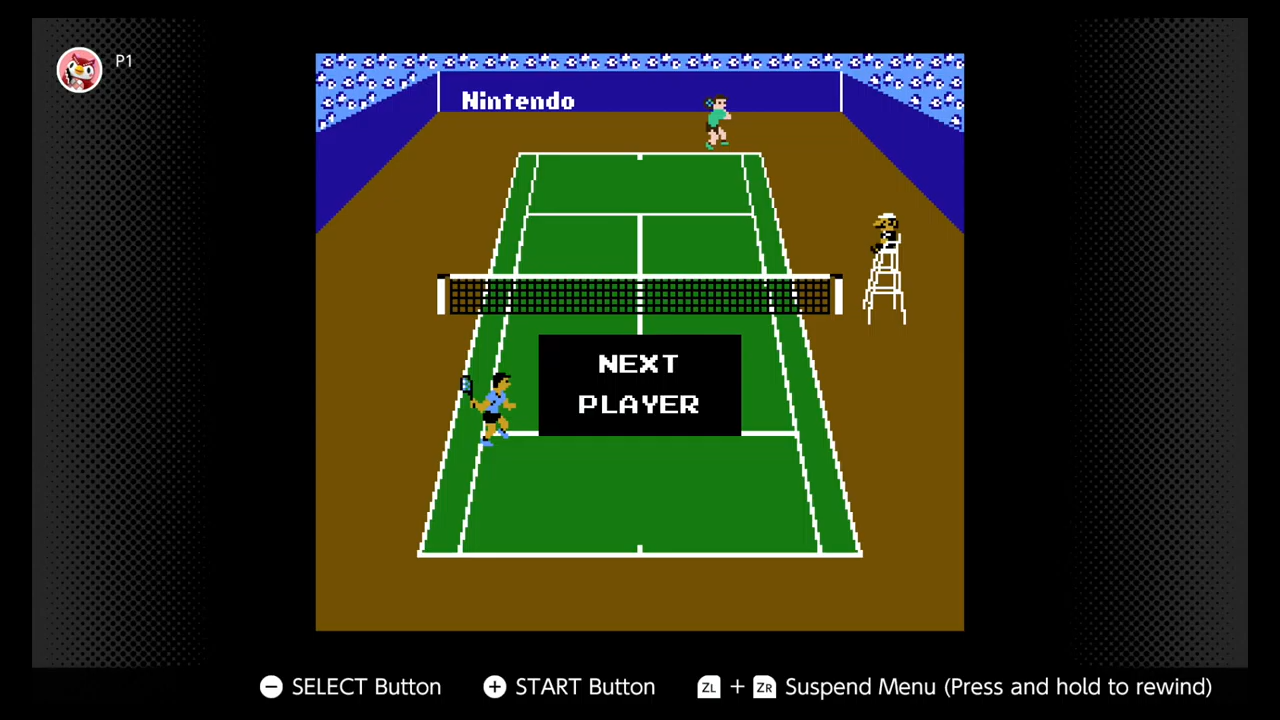 P1
Nintendo
NEXT
PLAYER
- SELECT Button + START Button ZL + ZR Suspend Menu (Press and hold to rewind)